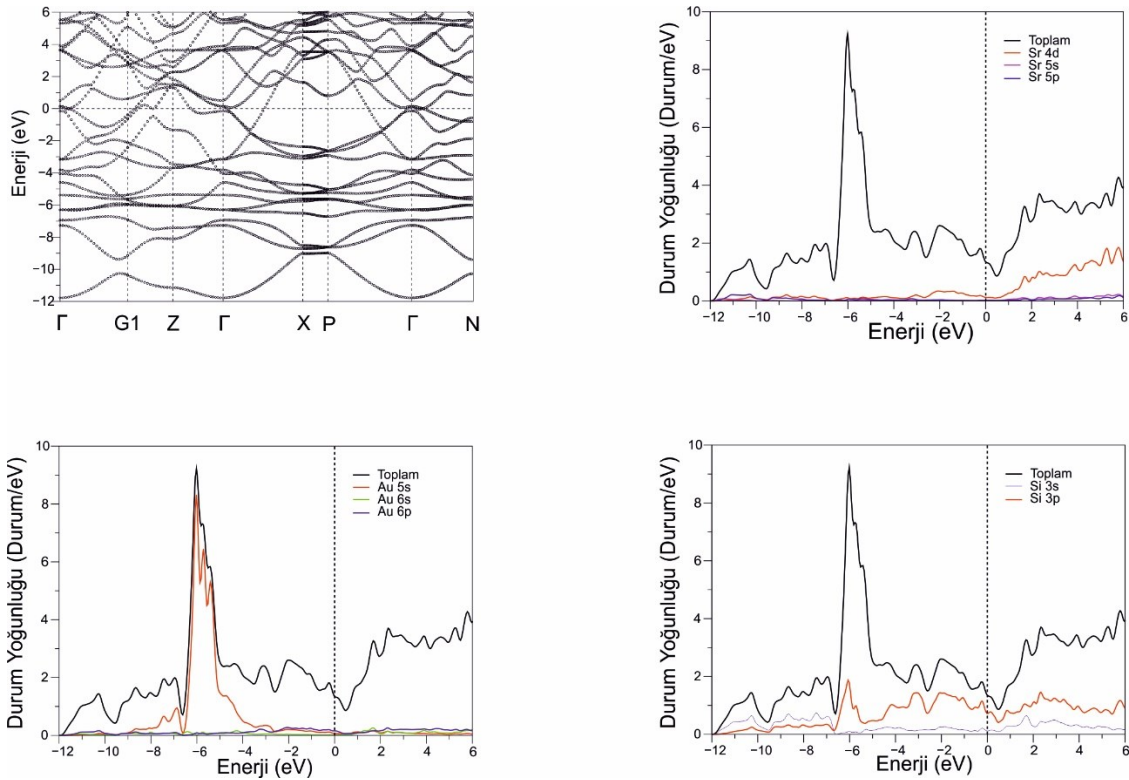 Enerji (eV)
6
4
2
0
−2
−4
−6
−8
−10
−12
Γ G1 Z Γ X P Γ N
Durum Yoğunluğu (Durum/eV)
10
8
6
4
2
0
Toplam
Sr 4d
Sr 5s
Sr 5p
−12 −10 −8 −6 −4 −2 0 2 4 6
Enerji (eV)
Durum Yoğunluğu (Durum/eV)
10
8
6
4
2
0
Toplam
Au 5s
Au 6s
Au 6p
−12 −10 −8 −6 −4 −2 0 2 4 6
Enerji (eV)
Durum Yoğunluğu (Durum/eV)
10
8
6
4
2
0
Toplam
Si 3s
Si 3p
−12 −10 −8 −6 −4 −2 0 2 4 6
Enerji (eV)